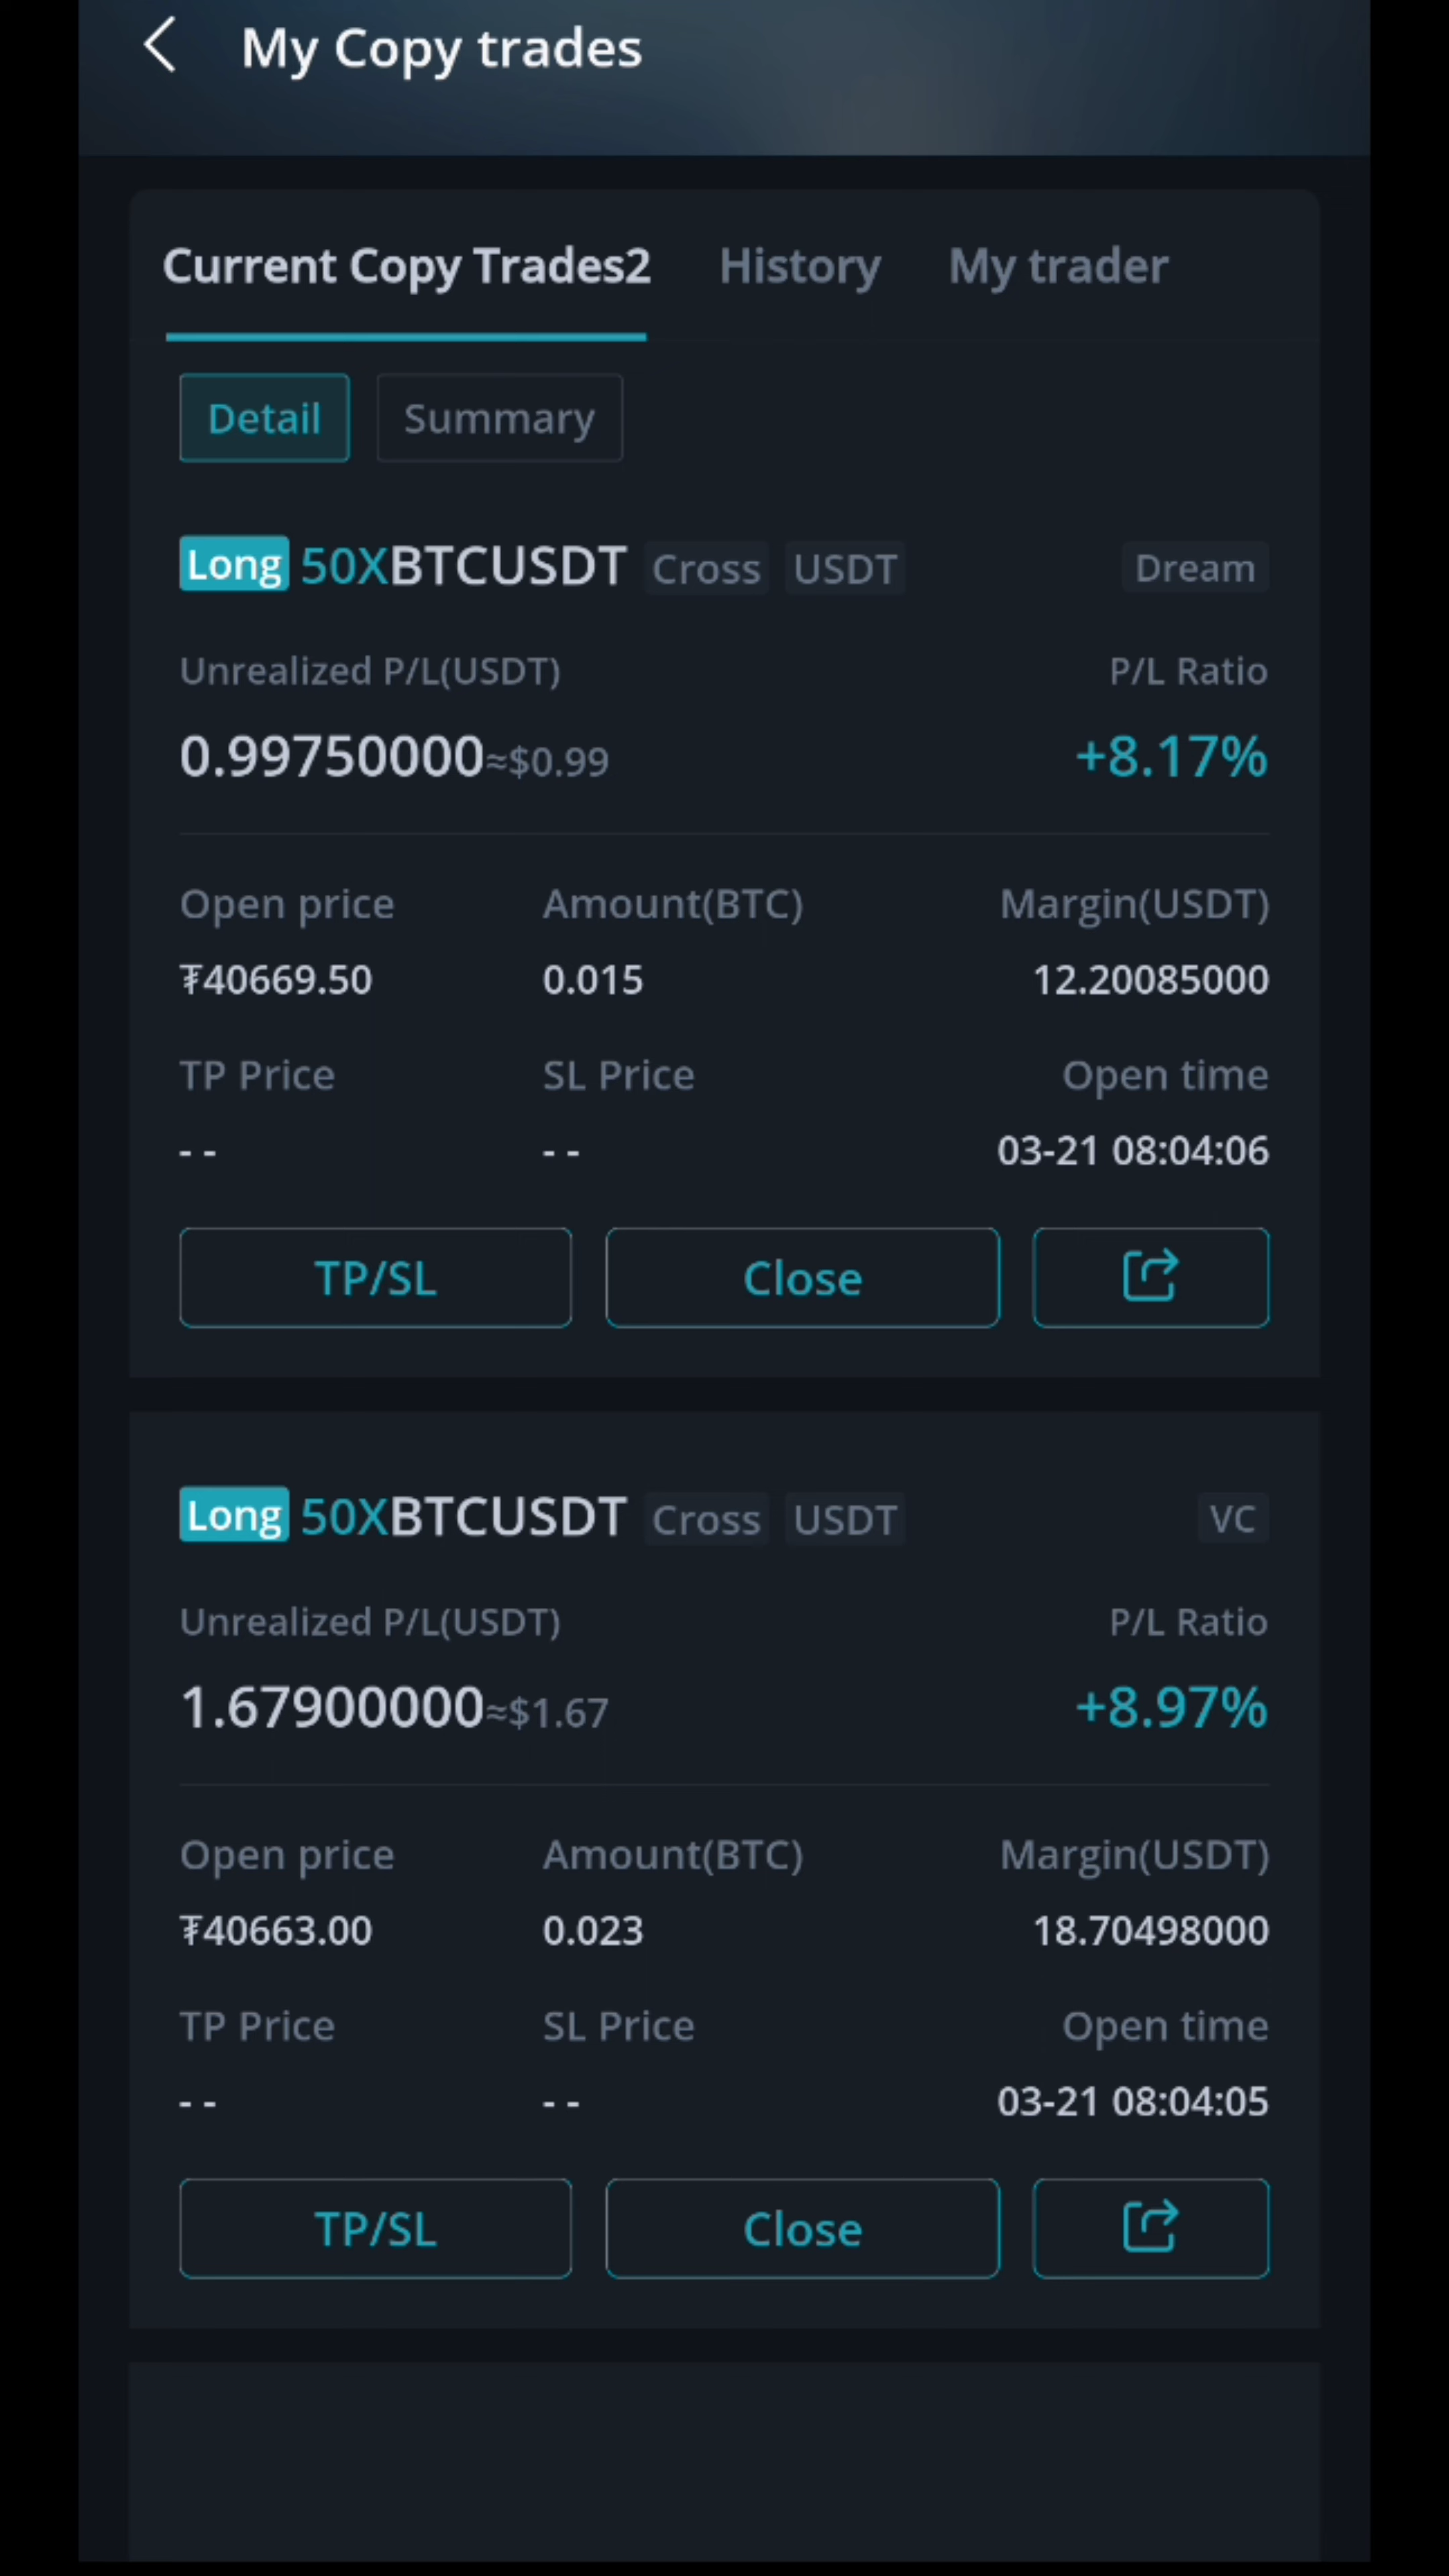 My Copy trades
Current Copy Trades2 History My trader
Detail Summary
Long 50XBTCUSDT Cross USDT Dream
Unrealized P/L(USDT) P/L Ratio
0.99750000≈$0.99 +8.17%
Open price Amount(BTC) Margin(USDT)
₮40669.50 0.015 12.20085000
TP Price SL Price Open time
-- -- 03-21 08:04:06
TP/SL Close
Long 50XBTCUSDT Cross USDT VC
Unrealized P/L(USDT) P/L Ratio
1.67900000≈$1.67 +8.97%
Open price Amount(BTC) Margin(USDT)
₮40663.00 0.023 18.70498000
TP Price SL Price Open time
-- -- 03-21 08:04:05
TP/SL Close